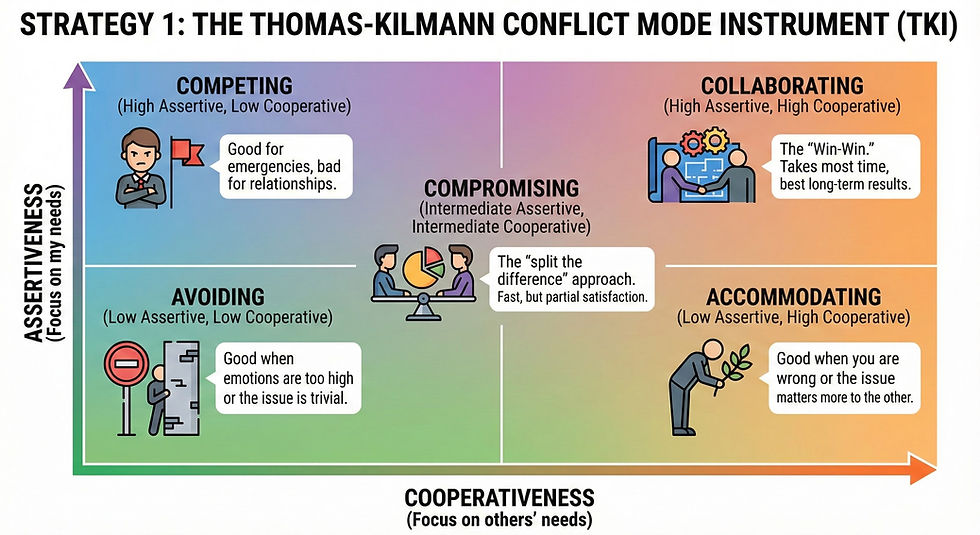 STRATEGY 1: THE THOMAS-KILMANN CONFLICT MODE INSTRUMENT (TKI)
ASSERTIVENESS
(Focus on my needs)
COMPETING
(High Assertive, Low Cooperative)
Good for
emergencies, bad
for relationships.
COLLABORATING
(High Assertive, High Cooperative)
The “Win-Win.”
Takes most time,
best long-term results.
COMPROMISING
(Intermediate Assertive,
Intermediate Cooperative)
The “split the
difference” approach.
Fast, but partial satisfaction.
AVOIDING
(Low Assertive, Low Cooperative)
Good when
emotions are too high
or the issue is trivial.
ACCOMMODATING
(Low Assertive, High Cooperative)
Good when you are
wrong or the issue
matters more to the other.
COOPERATIVENESS
(Focus on others’ needs)